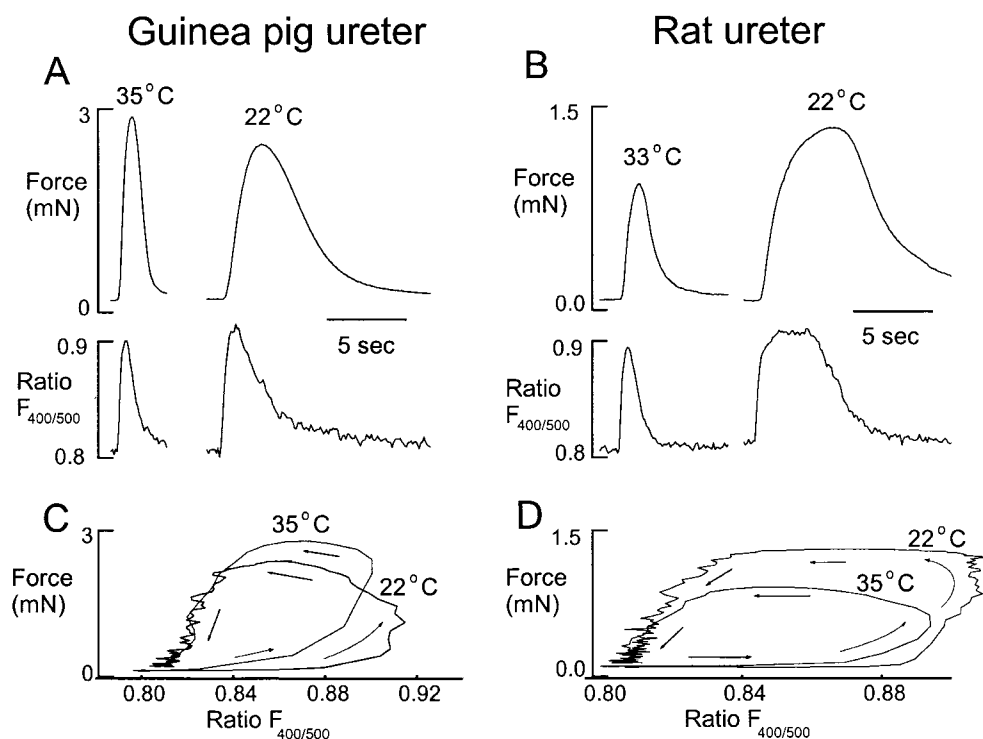 Guinea pig ureter
Rat ureter
A
35°C
22°C
3
Force
(mN)
0
5 sec
0.9
Ratio
F400/500
0.8
B
33°C
22°C
1.5
Force
(mN)
0.0
5 sec
0.9
Ratio
F400/500
0.8
C
35°C
22°C
3
Force
(mN)
0
0.80 0.84 0.88 0.92
Ratio F400/500
D
22°C
35°C
1.5
Force
(mN)
0.0
0.80 0.84 0.88
Ratio F400/500